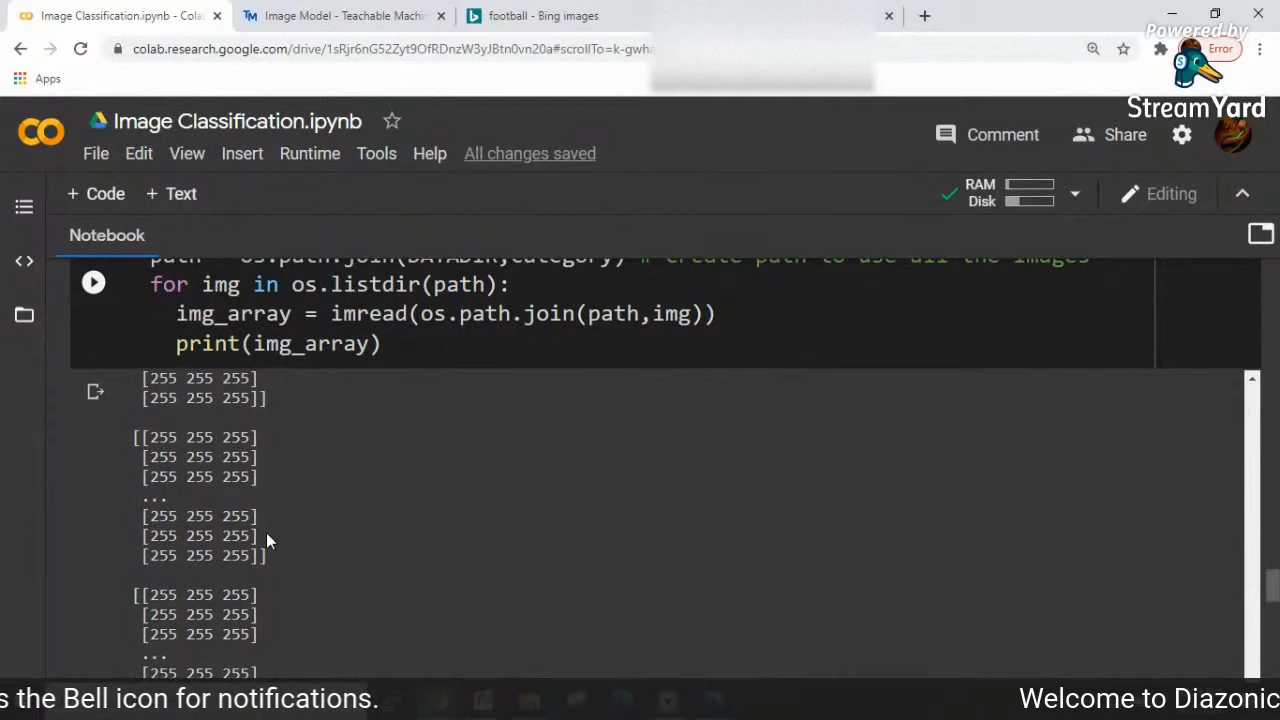 Image Classification.ipynb - Cola
Image Model - Teachable Machi
football - Bing images
colab.research.google.com/drive/1sRjr6nG52Zyt9OfRDnzW3yJBtn0vn20a#scrollTo=k-gwha
Error
Apps
Powered by
StreamYard
Image Classification.ipynb
Comment
Share
File Edit View Insert Runtime Tools Help All changes saved
+ Code + Text
RAM
Disk
Editing
Notebook
path = os.path.join(DATADIR,category) # Create path to use all the images
for img in os.listdir(path):
img_array = imread(os.path.join(path,img))
print(img_array)
[255 255 255]
[255 255 255]]
[[255 255 255]
[255 255 255]
[255 255 255]
...
[255 255 255]
[255 255 255]
[255 255 255]]
[[255 255 255]
[255 255 255]
[255 255 255]
...
[255 255 255]
s the Bell icon for notifications.
Welcome to Diazonic